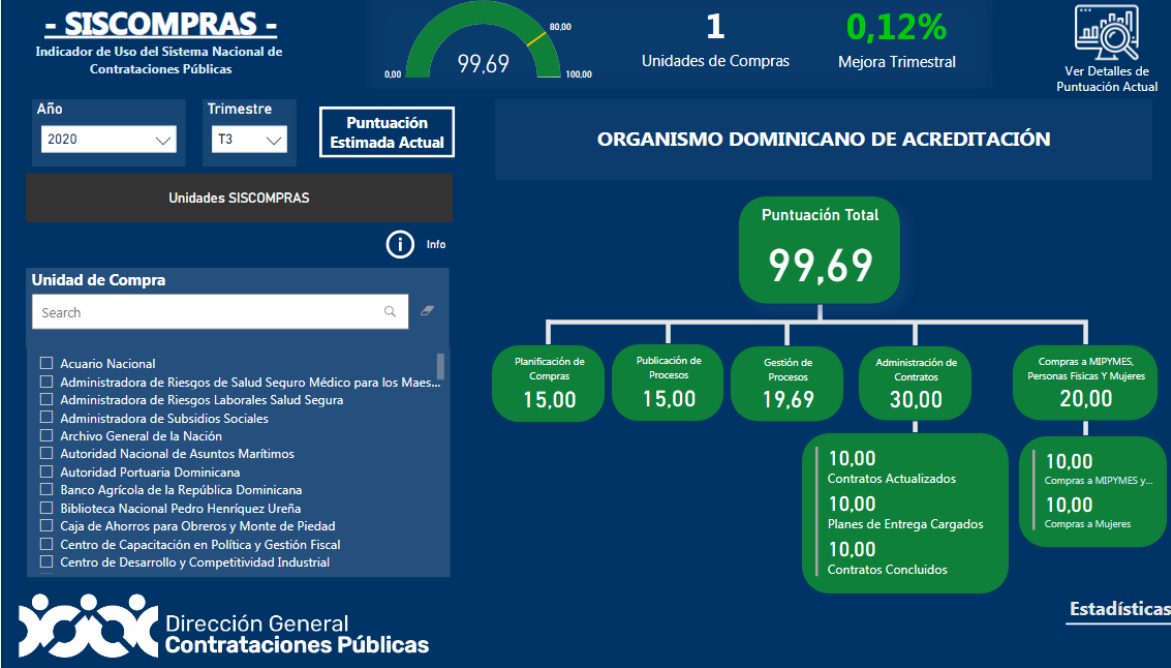 - SISCOMPRAS -
Indicador de Uso del Sistema Nacional de
Contrataciones Públicas
0,00
99,69
80,00
100,00
1
Unidades de Compras
0,12%
Mejora Trimestral
Ver Detalles de
Puntuación Actual
Año
2020
Trimestre
T3
Puntuación
Estimada Actual
ORGANISMO DOMINICANO DE ACREDITACIÓN
Unidades SISCOMPRAS
i Info
Unidad de Compra
Search
Acuario Nacional
Administradora de Riesgos de Salud Seguro Médico para los Maes...
Administradora de Riesgos Laborales Salud Segura
Administradora de Subsidios Sociales
Archivo General de la Nación
Autoridad Nacional de Asuntos Marítimos
Autoridad Portuaria Dominicana
Banco Agrícola de la República Dominicana
Biblioteca Nacional Pedro Henríquez Ureña
Caja de Ahorros para Obreros y Monte de Piedad
Centro de Capacitación en Política y Gestión Fiscal
Centro de Desarrollo y Competitividad Industrial
Puntuación Total
99,69
Planificación de
Compras
15,00
Publicación de
Procesos
15,00
Gestión de
Procesos
19,69
Administración de
Contratos
30,00
Compras a MIPYMES,
Personas Fisicas Y Mujeres
20,00
10,00
Contratos Actualizados
10,00
Planes de Entrega Cargados
10,00
Contratos Concluidos
10,00
Compras a MIPYMES y...
10,00
Compras a Mujeres
Dirección General
Contrataciones Públicas
Estadísticas